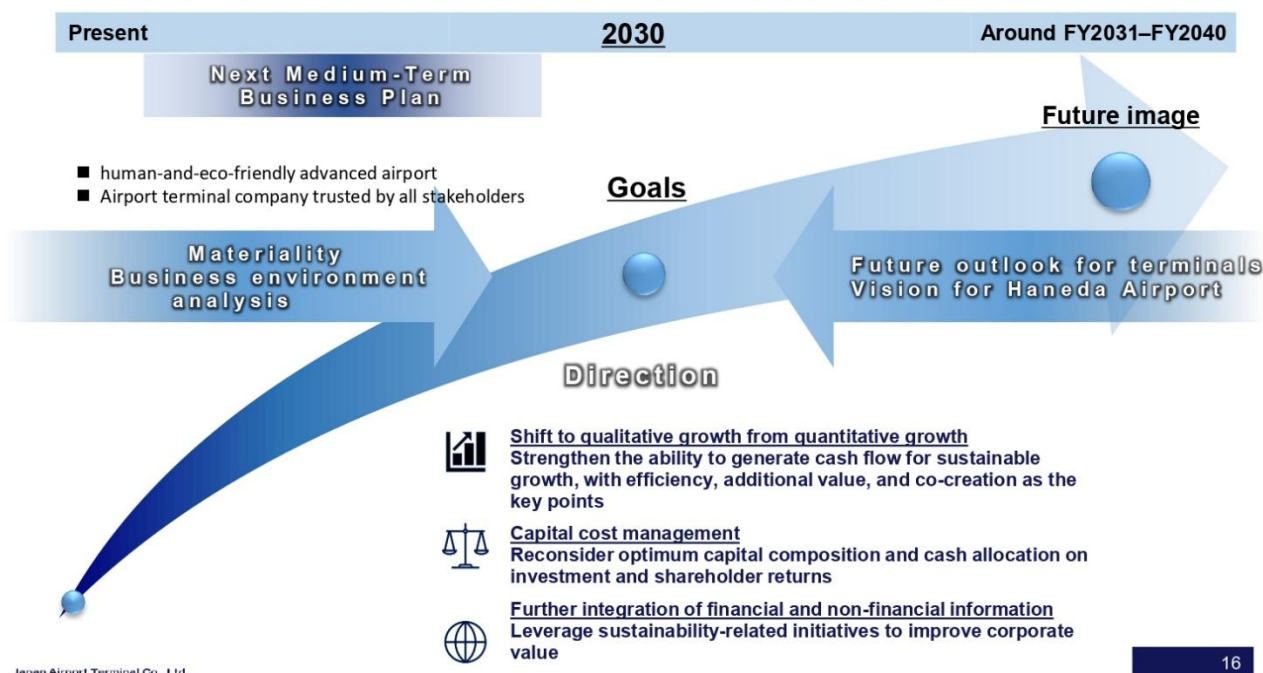 Present
2030
Around FY2031–FY2040
Next Medium-Term
Business Plan
Future image
■ human-and-eco-friendly advanced airport
■ Airport terminal company trusted by all stakeholders
Goals
Materiality
Business environment
analysis
Future outlook for terminals
Vision for Haneda Airport
Direction
Shift to qualitative growth from quantitative growth
Strengthen the ability to generate cash flow for sustainable
growth, with efficiency, additional value, and co-creation as the
key points
Capital cost management
Reconsider optimum capital composition and cash allocation on
investment and shareholder returns
Further integration of financial and non-financial information
Leverage sustainability-related initiatives to improve corporate
value
Japan Airport Terminal Co., Ltd.
16